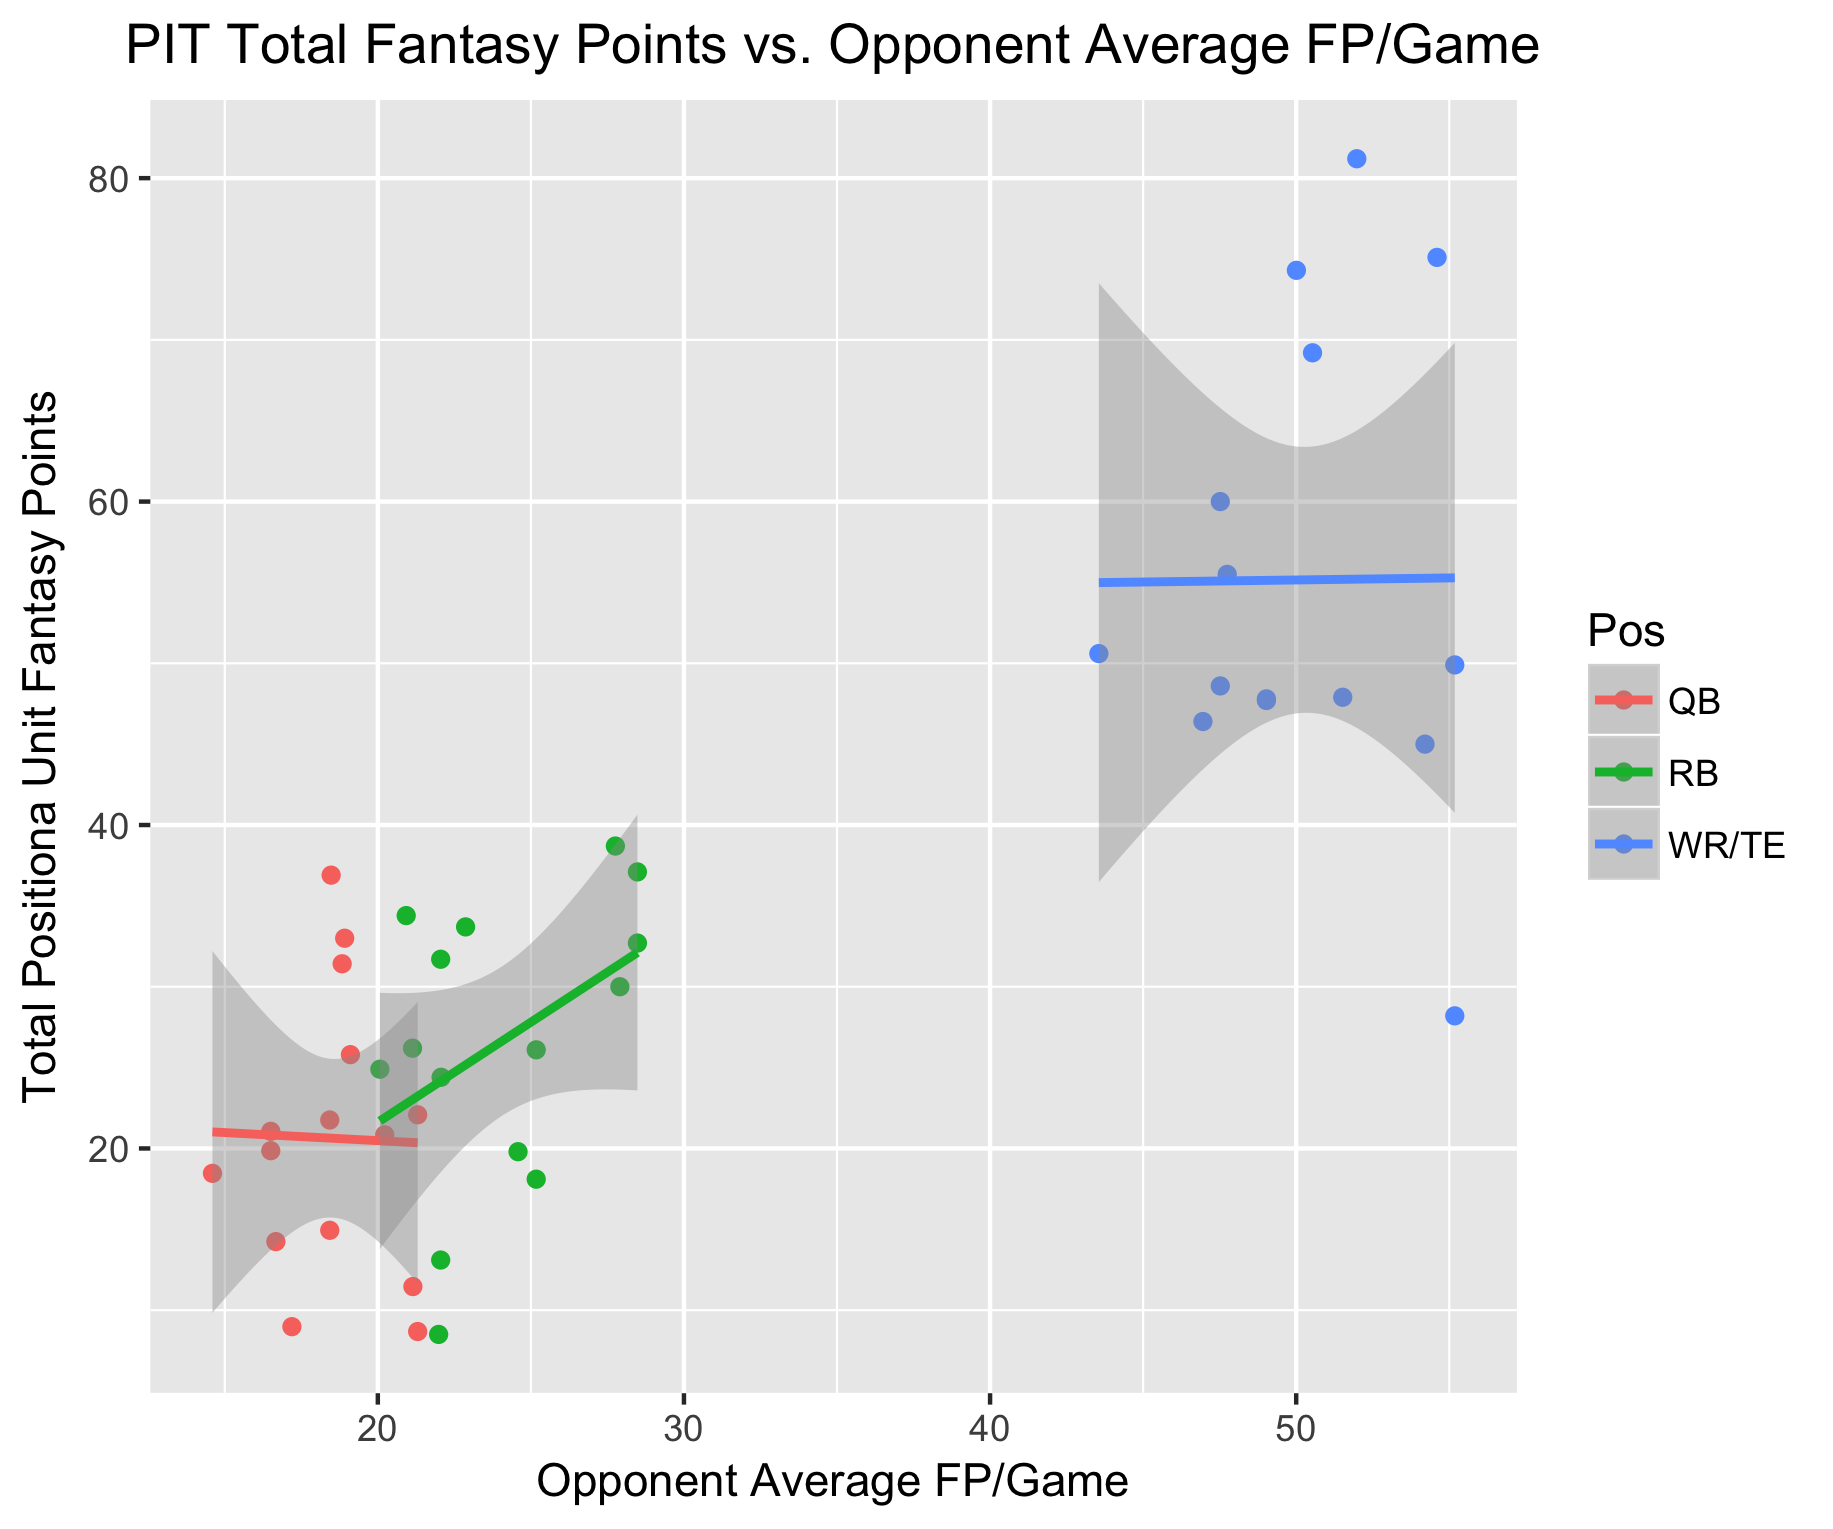 PIT Total Fantasy Points vs. Opponent Average FP/Game
Total Positiona Unit Fantasy Points
80
60
40
20
20
30
40
50
Opponent Average FP/Game
Pos
QB
RB
WR/TE